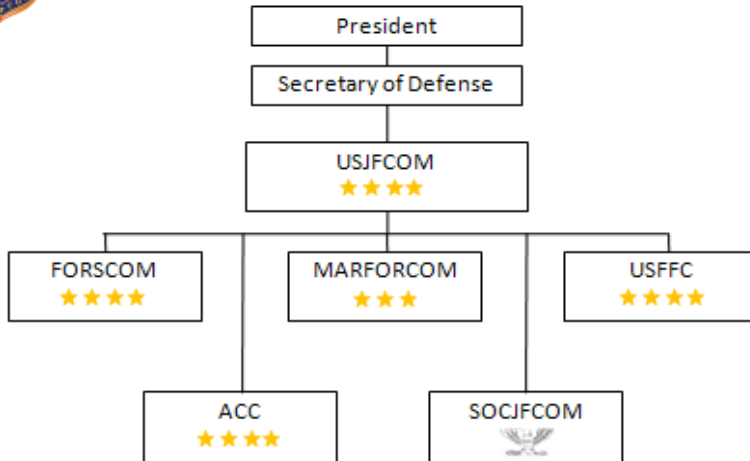 President
Secretary of Defense
USJFCOM
FORSCOM
MARFORCOM
USFFC
ACC
SOCJFCOM